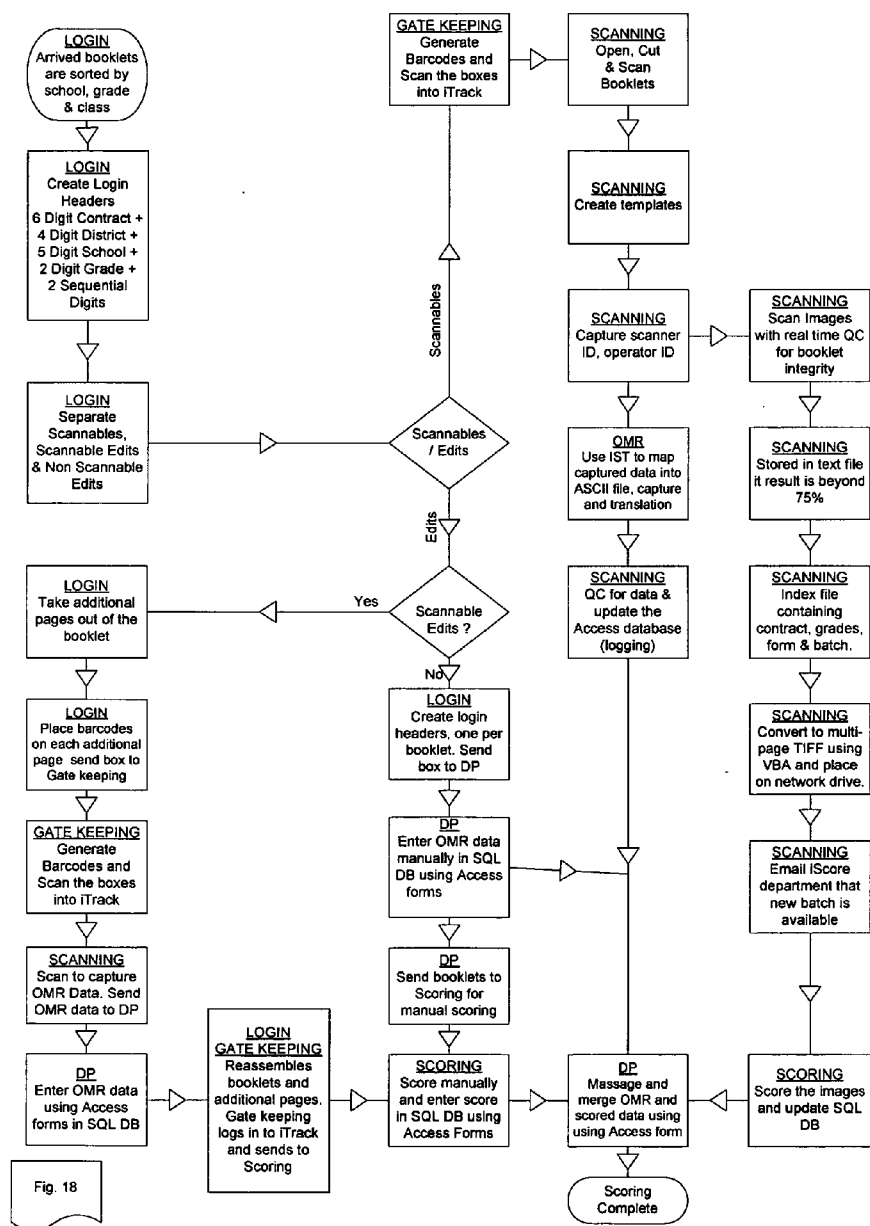 LOGIN
Arrived booklets
are sorted by
school, grade
& class
LOGIN
Create Login
Headers
6 Digit Contract +
4 Digit District +
5 Digit School +
2 Digit Grade +
2 Sequential
Digits
LOGIN
Separate
Scannables,
Scannable Edits
& Non Scannable
Edits
Scannables
/ Edits
Scannables
GATE KEEPING
Generate
Barcodes and
Scan the boxes
into iTrack
SCANNING
Open, Cut
& Scan
Booklets
SCANNING
Create templates
SCANNING
Capture scanner
ID, operator ID
SCANNING
Scan Images
with real time QC
for booklet
integrity
OMR
Use IST to map
captured data into
ASCII file, capture
and translation
SCANNING
Stored in text file
it result is beyond
75%
SCANNING
QC for data &
update the
Access database
(logging)
SCANNING
Index file
containing
contract, grades,
form & batch.
SCANNING
Convert to multi-
page TIFF using
VBA and place
on network drive.
SCANNING
Email iScore
department that
new batch is
available
Edits
Scannable
Edits ?
Yes
LOGIN
Take additional
pages out of the
booklet
LOGIN
Place barcodes
on each additional
page send box to
Gate keeping
GATE KEEPING
Generate
Barcodes and
Scan the boxes
into iTrack
SCANNING
Scan to capture
OMR Data. Send
OMR data to DP
DP
Enter OMR data
using Access
forms in SQL DB
LOGIN
GATE KEEPING
Reassembles
booklets and
additional pages.
Gate keeping
logs in to iTrack
and sends to
Scoring
No
LOGIN
Create login
headers, one per
booklet. Send
box to DP
DP
Enter OMR data
manually in SQL
DB using Access
forms
DP
Send booklets to
Scoring for
manual scoring
SCORING
Score manually
and enter score
in SQL DB using
Access Forms
DP
Massage and
merge OMR and
scored data using
using Access form
SCORING
Score the images
and update SQL
DB
Scoring
Complete
Fig. 18